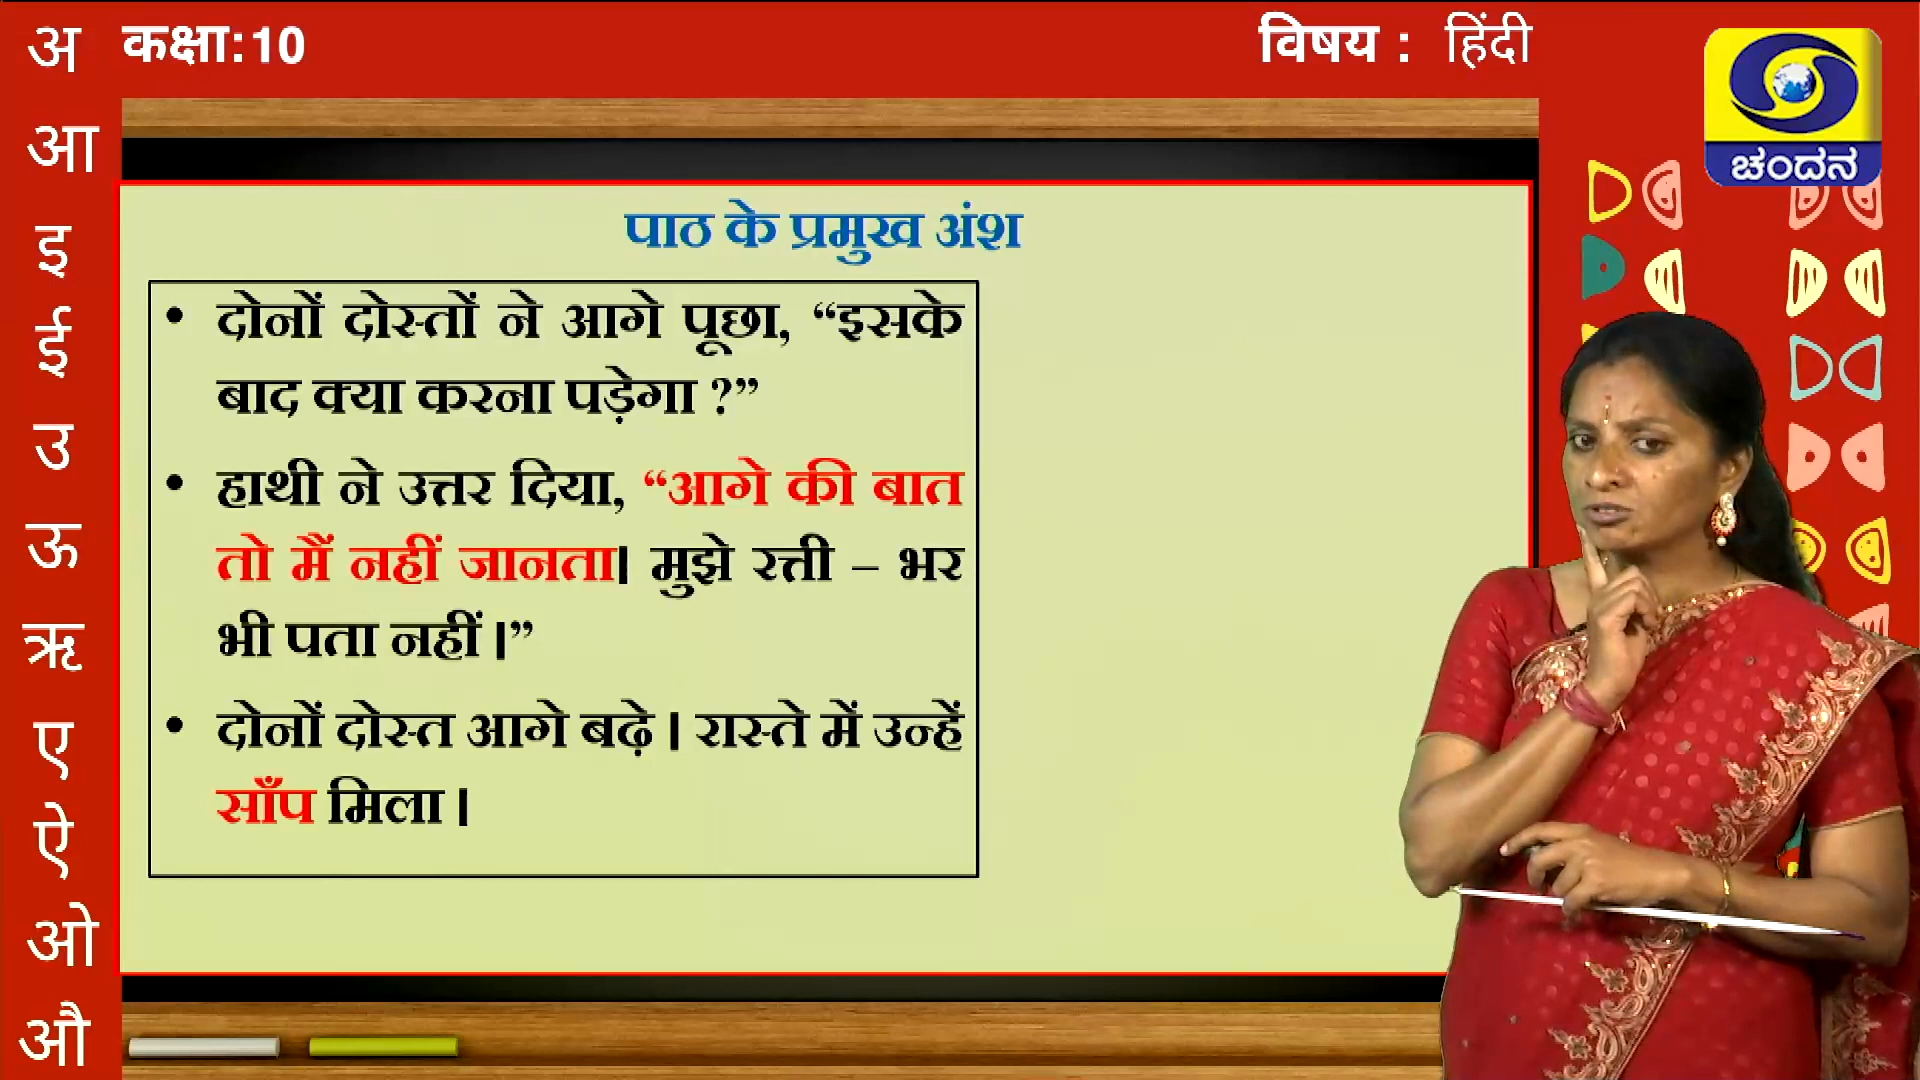 कक्षा:10
विषय : हिंदी
ಚಂದನ
अ
आ
इ
ई
उ
ऊ
ऋ
ए
ऐ
ओ
औ
पाठ के प्रमुख अंश
• दोनों दोस्तों ने आगे पूछा, “इसके
बाद क्या करना पड़ेगा ?”
• हाथी ने उत्तर दिया, “आगे की बात
तो मैं नहीं जानता। मुझे रत्ती – भर
भी पता नहीं।”
• दोनों दोस्त आगे बढ़े। रास्ते में उन्हें
साँप मिला।